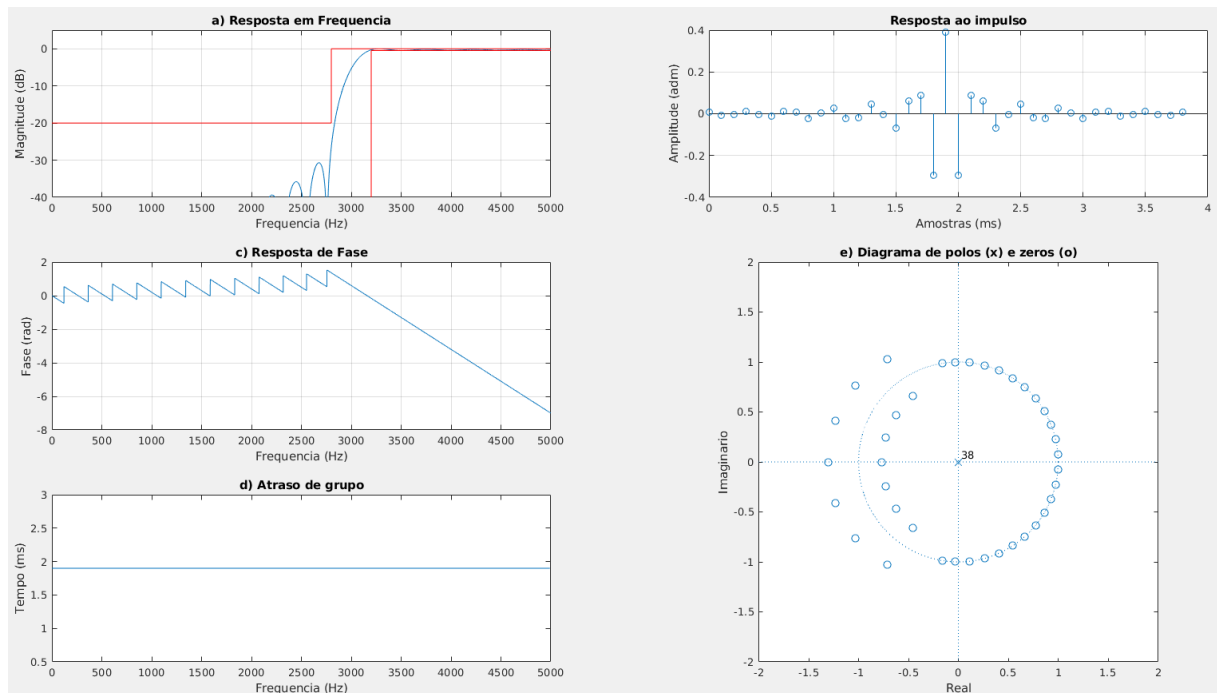 a) Resposta em Frequencia
0
-10
-20
-30
-40
Magnitude (dB)
0 500 1000 1500 2000 2500 3000 3500 4000 4500 5000
Frequencia (Hz)
Resposta ao impulso
0.4
0.2
0
-0.2
-0.4
Amplitude (adm)
0 0.5 1 1.5 2 2.5 3 3.5 4
Amostras (ms)
c) Resposta de Fase
2
0
-2
-4
-6
-8
Fase (rad)
0 500 1000 1500 2000 2500 3000 3500 4000 4500 5000
Frequencia (Hz)
d) Atraso de grupo
3
2.5
2
1.5
1
0.5
Tempo (ms)
0 500 1000 1500 2000 2500 3000 3500 4000 4500 5000
Frequencia (Hz)
e) Diagrama de polos (x) e zeros (o)
2
1.5
1
0.5
0
-0.5
-1
-1.5
-2
Imaginario
38
-2 -1.5 -1 -0.5 0 0.5 1 1.5 2
Real